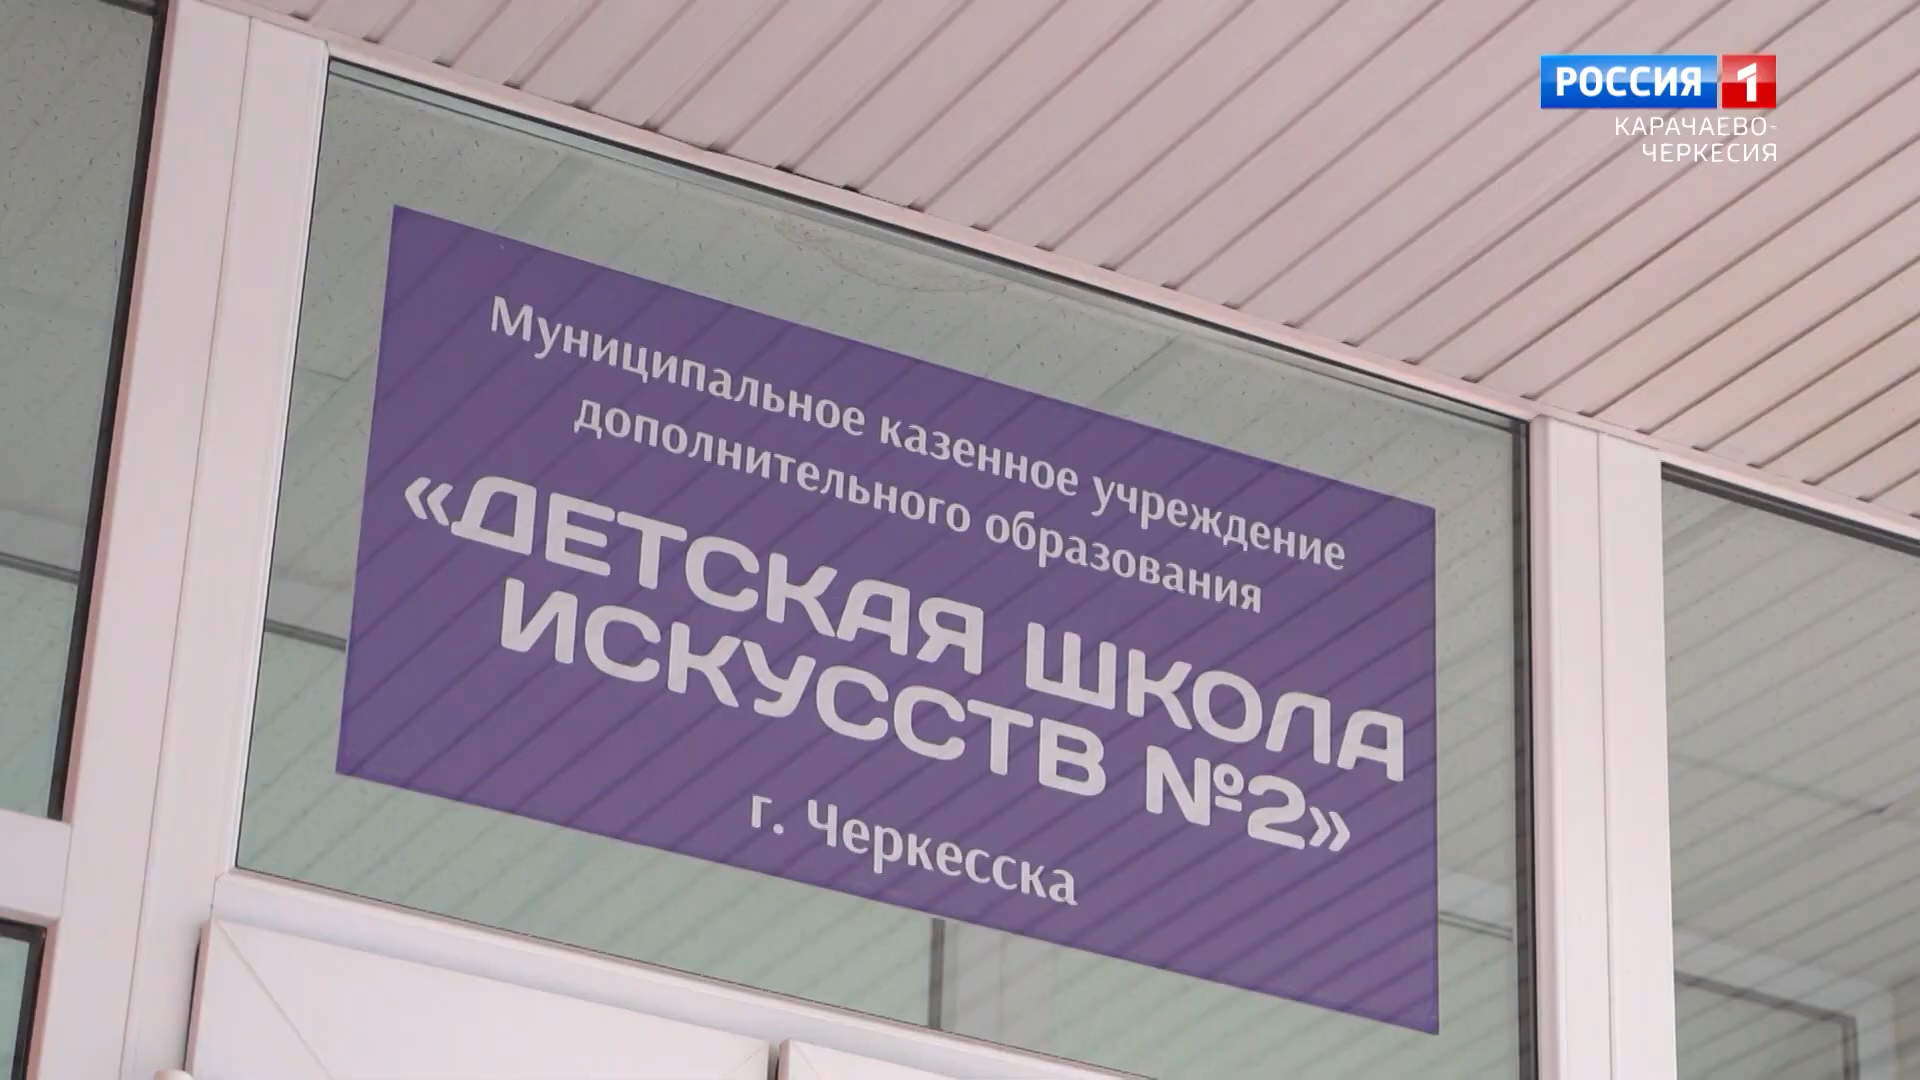 РОССИЯ 1
КАРАЧАЕВО-
ЧЕРКЕСИЯ
Муниципальное казенное учреждение
дополнительного образования
«ДЕТСКАЯ ШКОЛА
ИСКУССТВ №2»
г. Черкесска